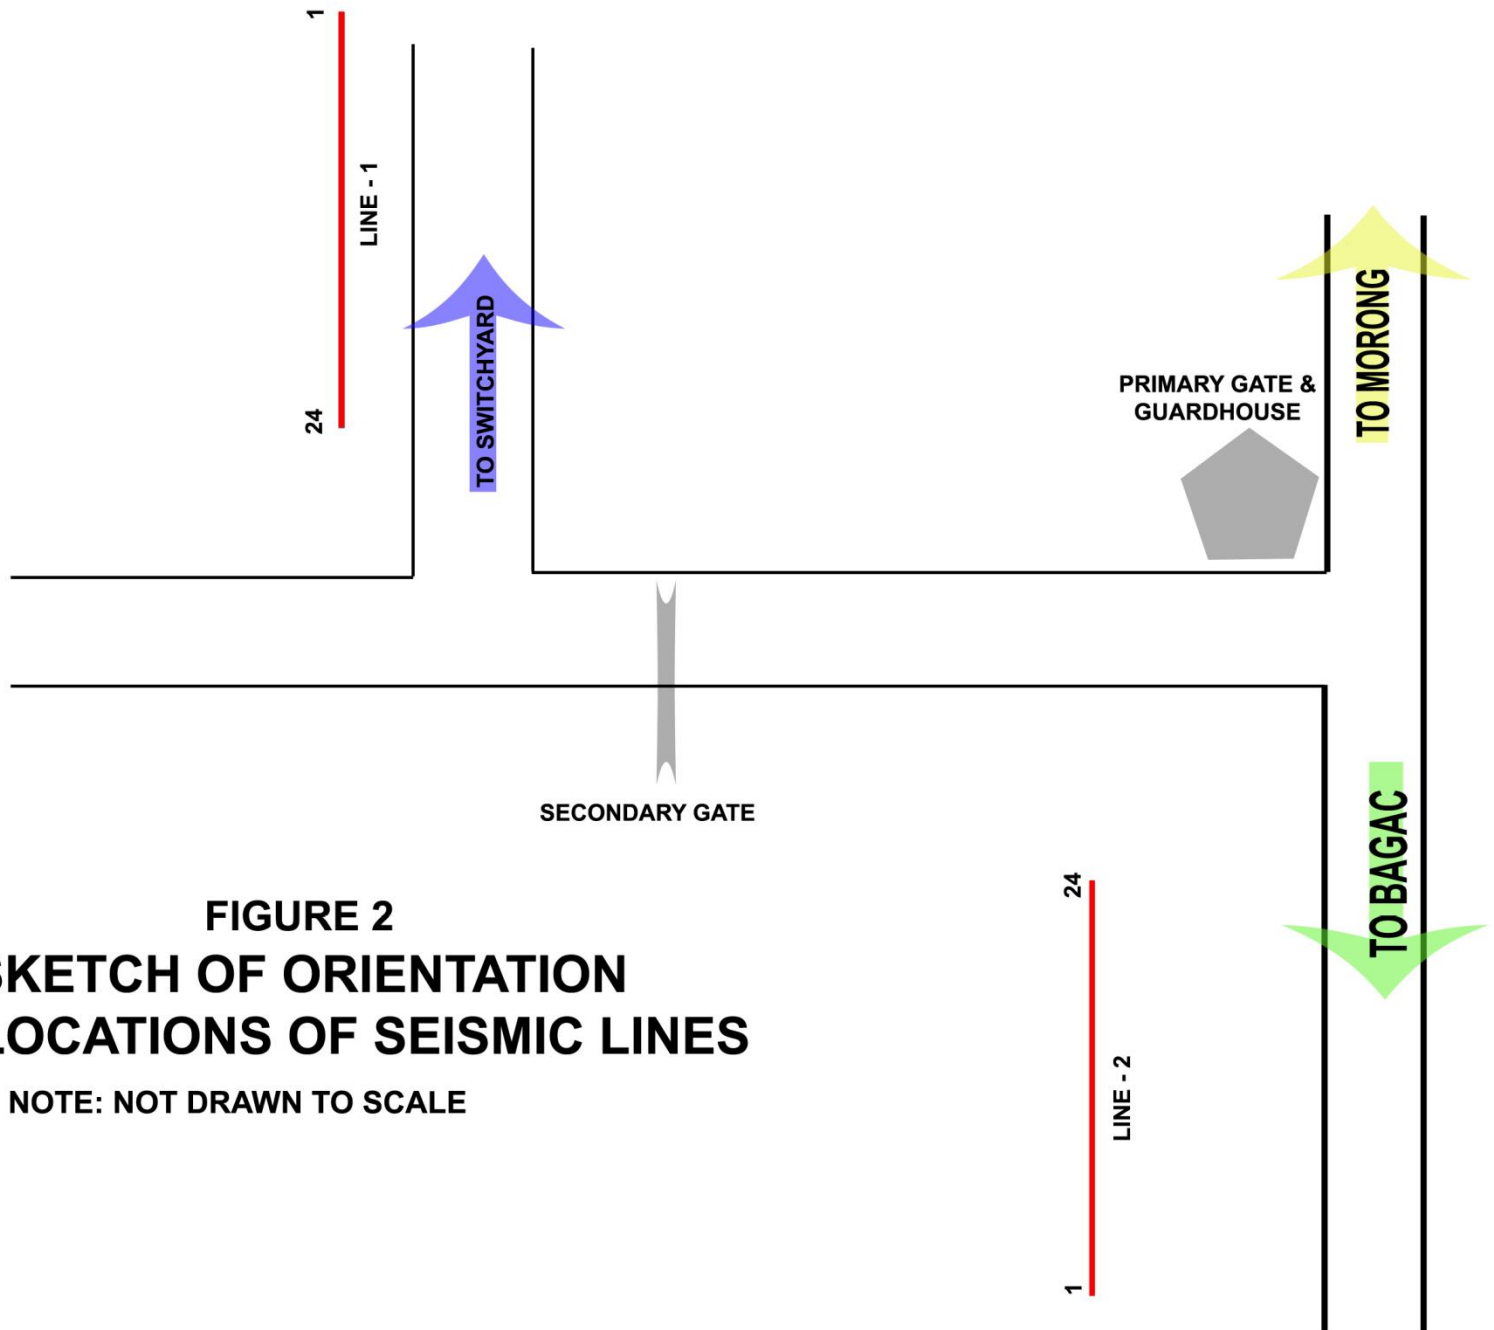 1
LINE - 1
24
TO SWITCHYARD
TO MORONG
PRIMARY GATE &
GUARDHOUSE
SECONDARY GATE
TO BAGAC
24
LINE - 2
1
FIGURE 2
KETCH OF ORIENTATION
LOCATIONS OF SEISMIC LINES
NOTE: NOT DRAWN TO SCALE